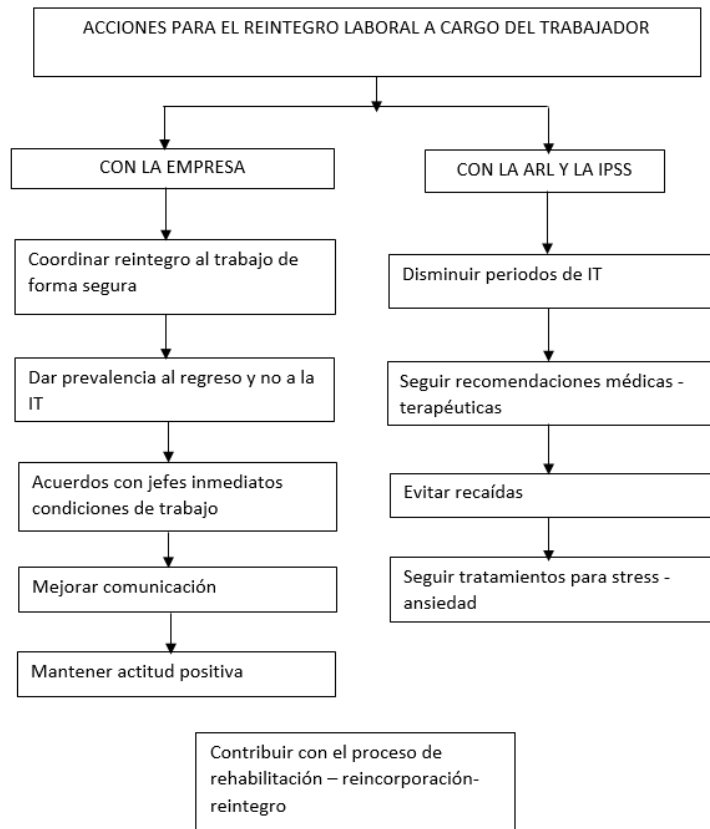 ACCIONES PARA EL REINTEGRO LABORAL A CARGO DEL TRABAJADOR
CON LA EMPRESA
Coordinar reintegro al trabajo de
forma segura
Dar prevalencia al regreso y no a la
IT
Acuerdos con jefes inmediatos
condiciones de trabajo
Mejorar comunicación
Mantener actitud positiva
CON LA ARL Y LA IPSS
Disminuir periodos de IT
Seguir recomendaciones médicas -
terapéuticas
Evitar recaídas
Seguir tratamientos para stress -
ansiedad
Contribuir con el proceso de
rehabilitación – reincorporación-
reintegro